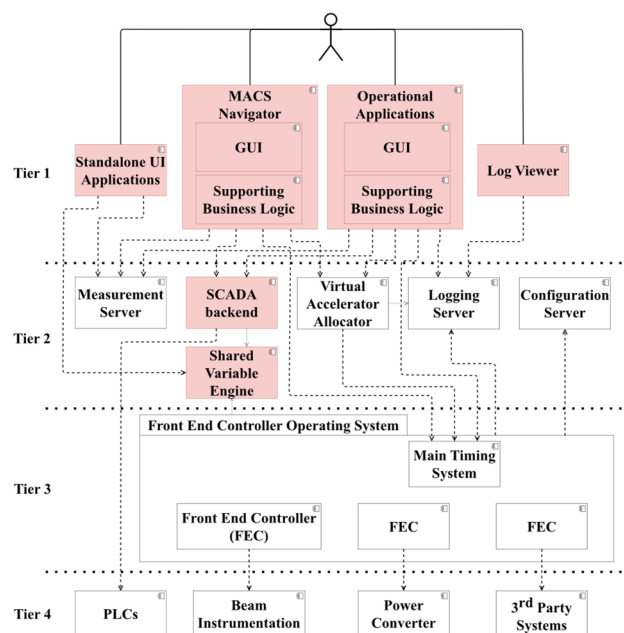 MACS
Navigator
Operational
Applications
GUI
GUI
Tier 1
Standalone UI
Applications
Supporting
Business Logic
Supporting
Business Logic
Log Viewer
Measurement
Server
SCADA
backend
Virtual
Accelerator
Allocator
Logging
Server
Configuration
Server
Tier 2
Shared
Variable
Engine
Front End Controller Operating System
Main Timing
System
Tier 3
Front End Controller
(FEC)
FEC
FEC
Tier 4
PLCs
Beam
Instrumentation
Power
Converter
3rd Party
Systems